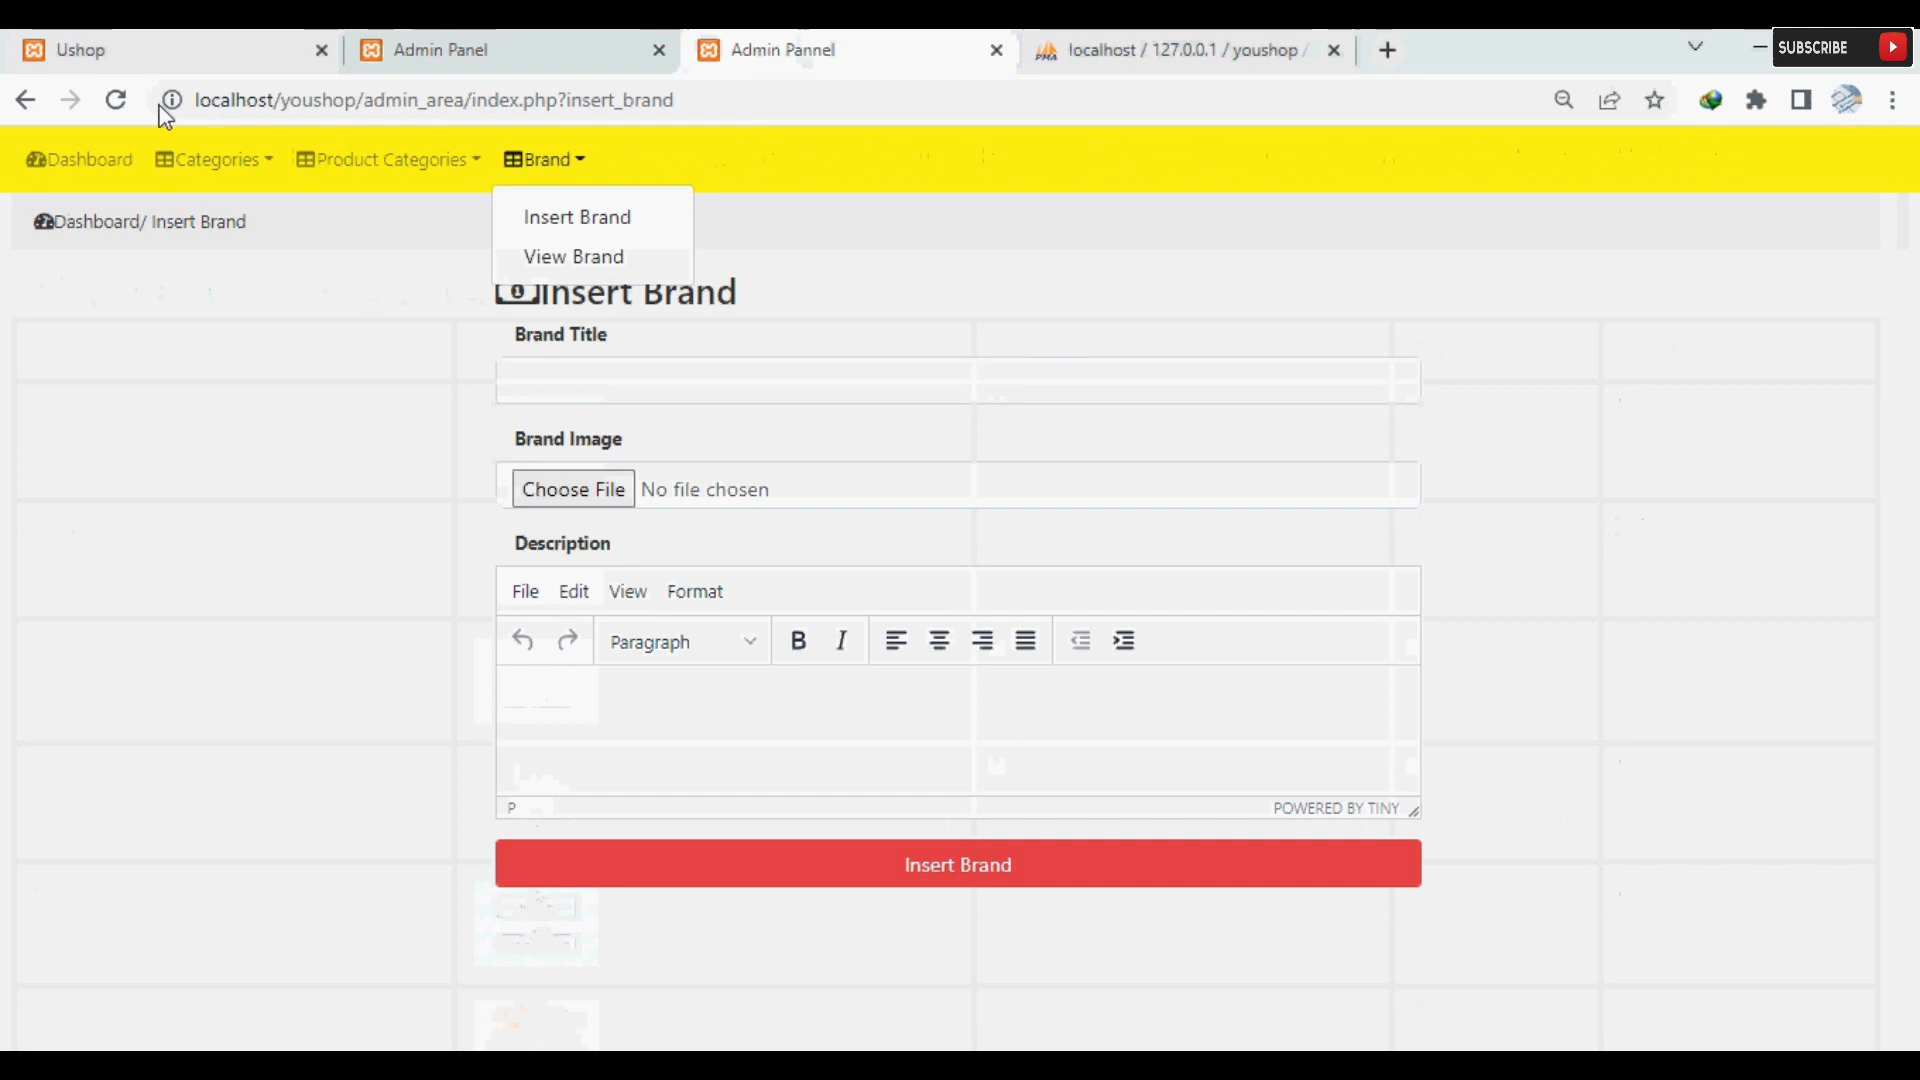 Ushop
Admin Panel
Admin Pannel
localhost / 127.0.0.1 / youshop /
SUBSCRIBE
localhost/youshop/admin_area/index.php?insert_brand
Dashboard
Categories
Product Categories
Brand
Insert Brand
View Brand
Dashboard/ Insert Brand
Insert Brand
Brand Title
Brand Image
Choose File No file chosen
Description
File Edit View Format
Paragraph B I
P
POWERED BY TINY
Insert Brand